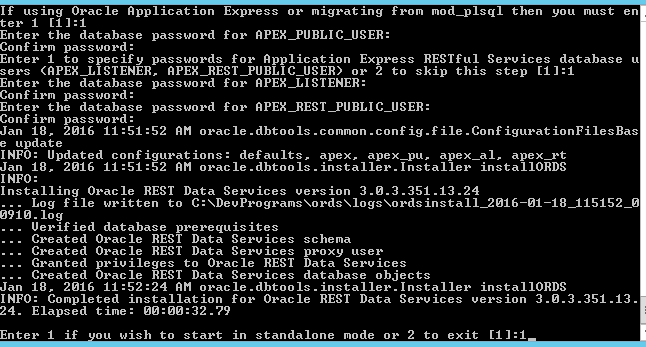 If using Oracle Application Express or migrating from mod_plsql then you must en
ter 1 [1]:1
Enter the database password for APEX_PUBLIC_USER:
Confirm password:
Enter 1 to specify passwords for Application Express RESTful Services database u
sers (APEX_LISTENER, APEX_REST_PUBLIC_USER) or 2 to skip this step [1]:1
Enter the database password for APEX_LISTENER:
Confirm password:
Enter the database password for APEX_REST_PUBLIC_USER:
Confirm password:
Jan 18, 2016 11:51:52 AM oracle.dbtools.common.config.file.ConfigurationFilesBas
e update
INFO: Updated configurations: defaults, apex, apex_pu, apex_al, apex_rt
Jan 18, 2016 11:51:52 AM oracle.dbtools.installer.Installer installORDS
INFO:
Installing Oracle REST Data Services version 3.0.3.351.13.24
... Log file written to C:\DevPrograms\ords\logs\ordsinstall_2016-01-18_115152_0
0910.log
... Verified database prerequisites
... Created Oracle REST Data Services schema
... Created Oracle REST Data Services proxy user
... Granted privileges to Oracle REST Data Services
... Created Oracle REST Data Services database objects
Jan 18, 2016 11:52:24 AM oracle.dbtools.installer.Installer installORDS
INFO: Completed installation for Oracle REST Data Services version 3.0.3.351.13.
24. Elapsed time: 00:00:32.79
Enter 1 if you wish to start in standalone mode or 2 to exit [1]:1